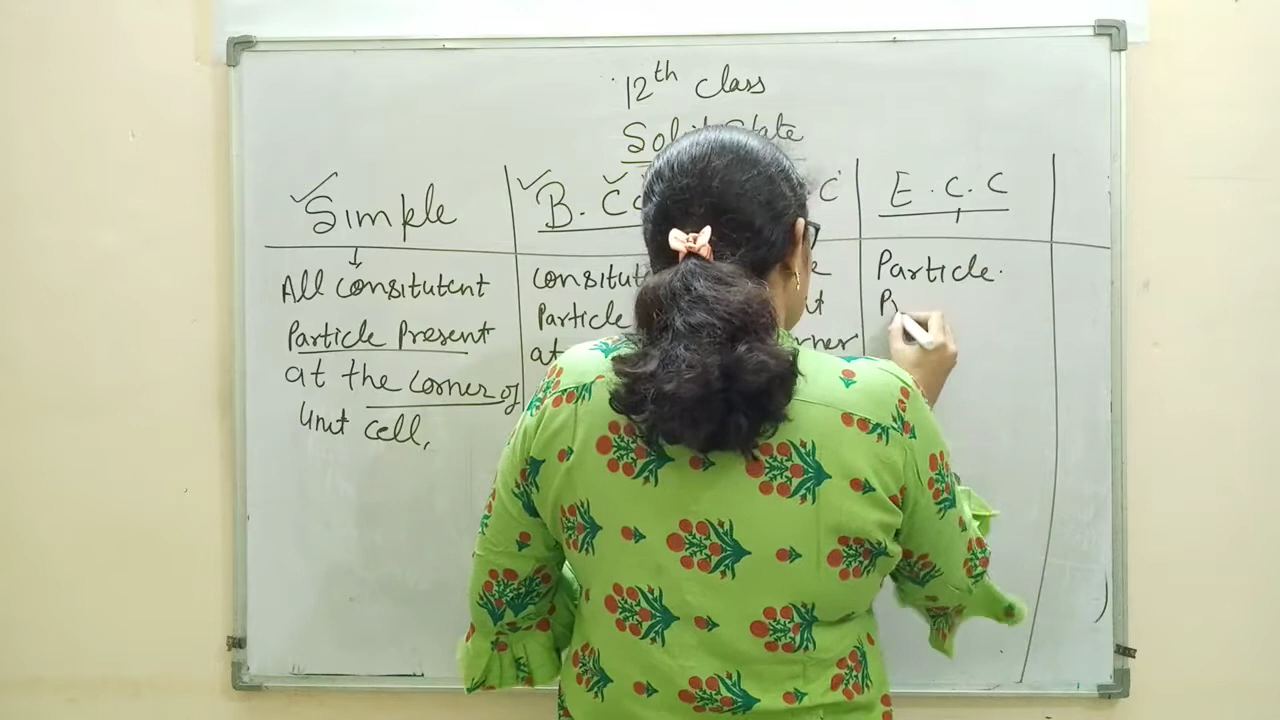 12th class
Solid State
Simple
All consitutent
Particle Present
at the corner of
Unit cell,
B. C
consitut
Particle
at
. C
rner
E. C. C
Particle.
P